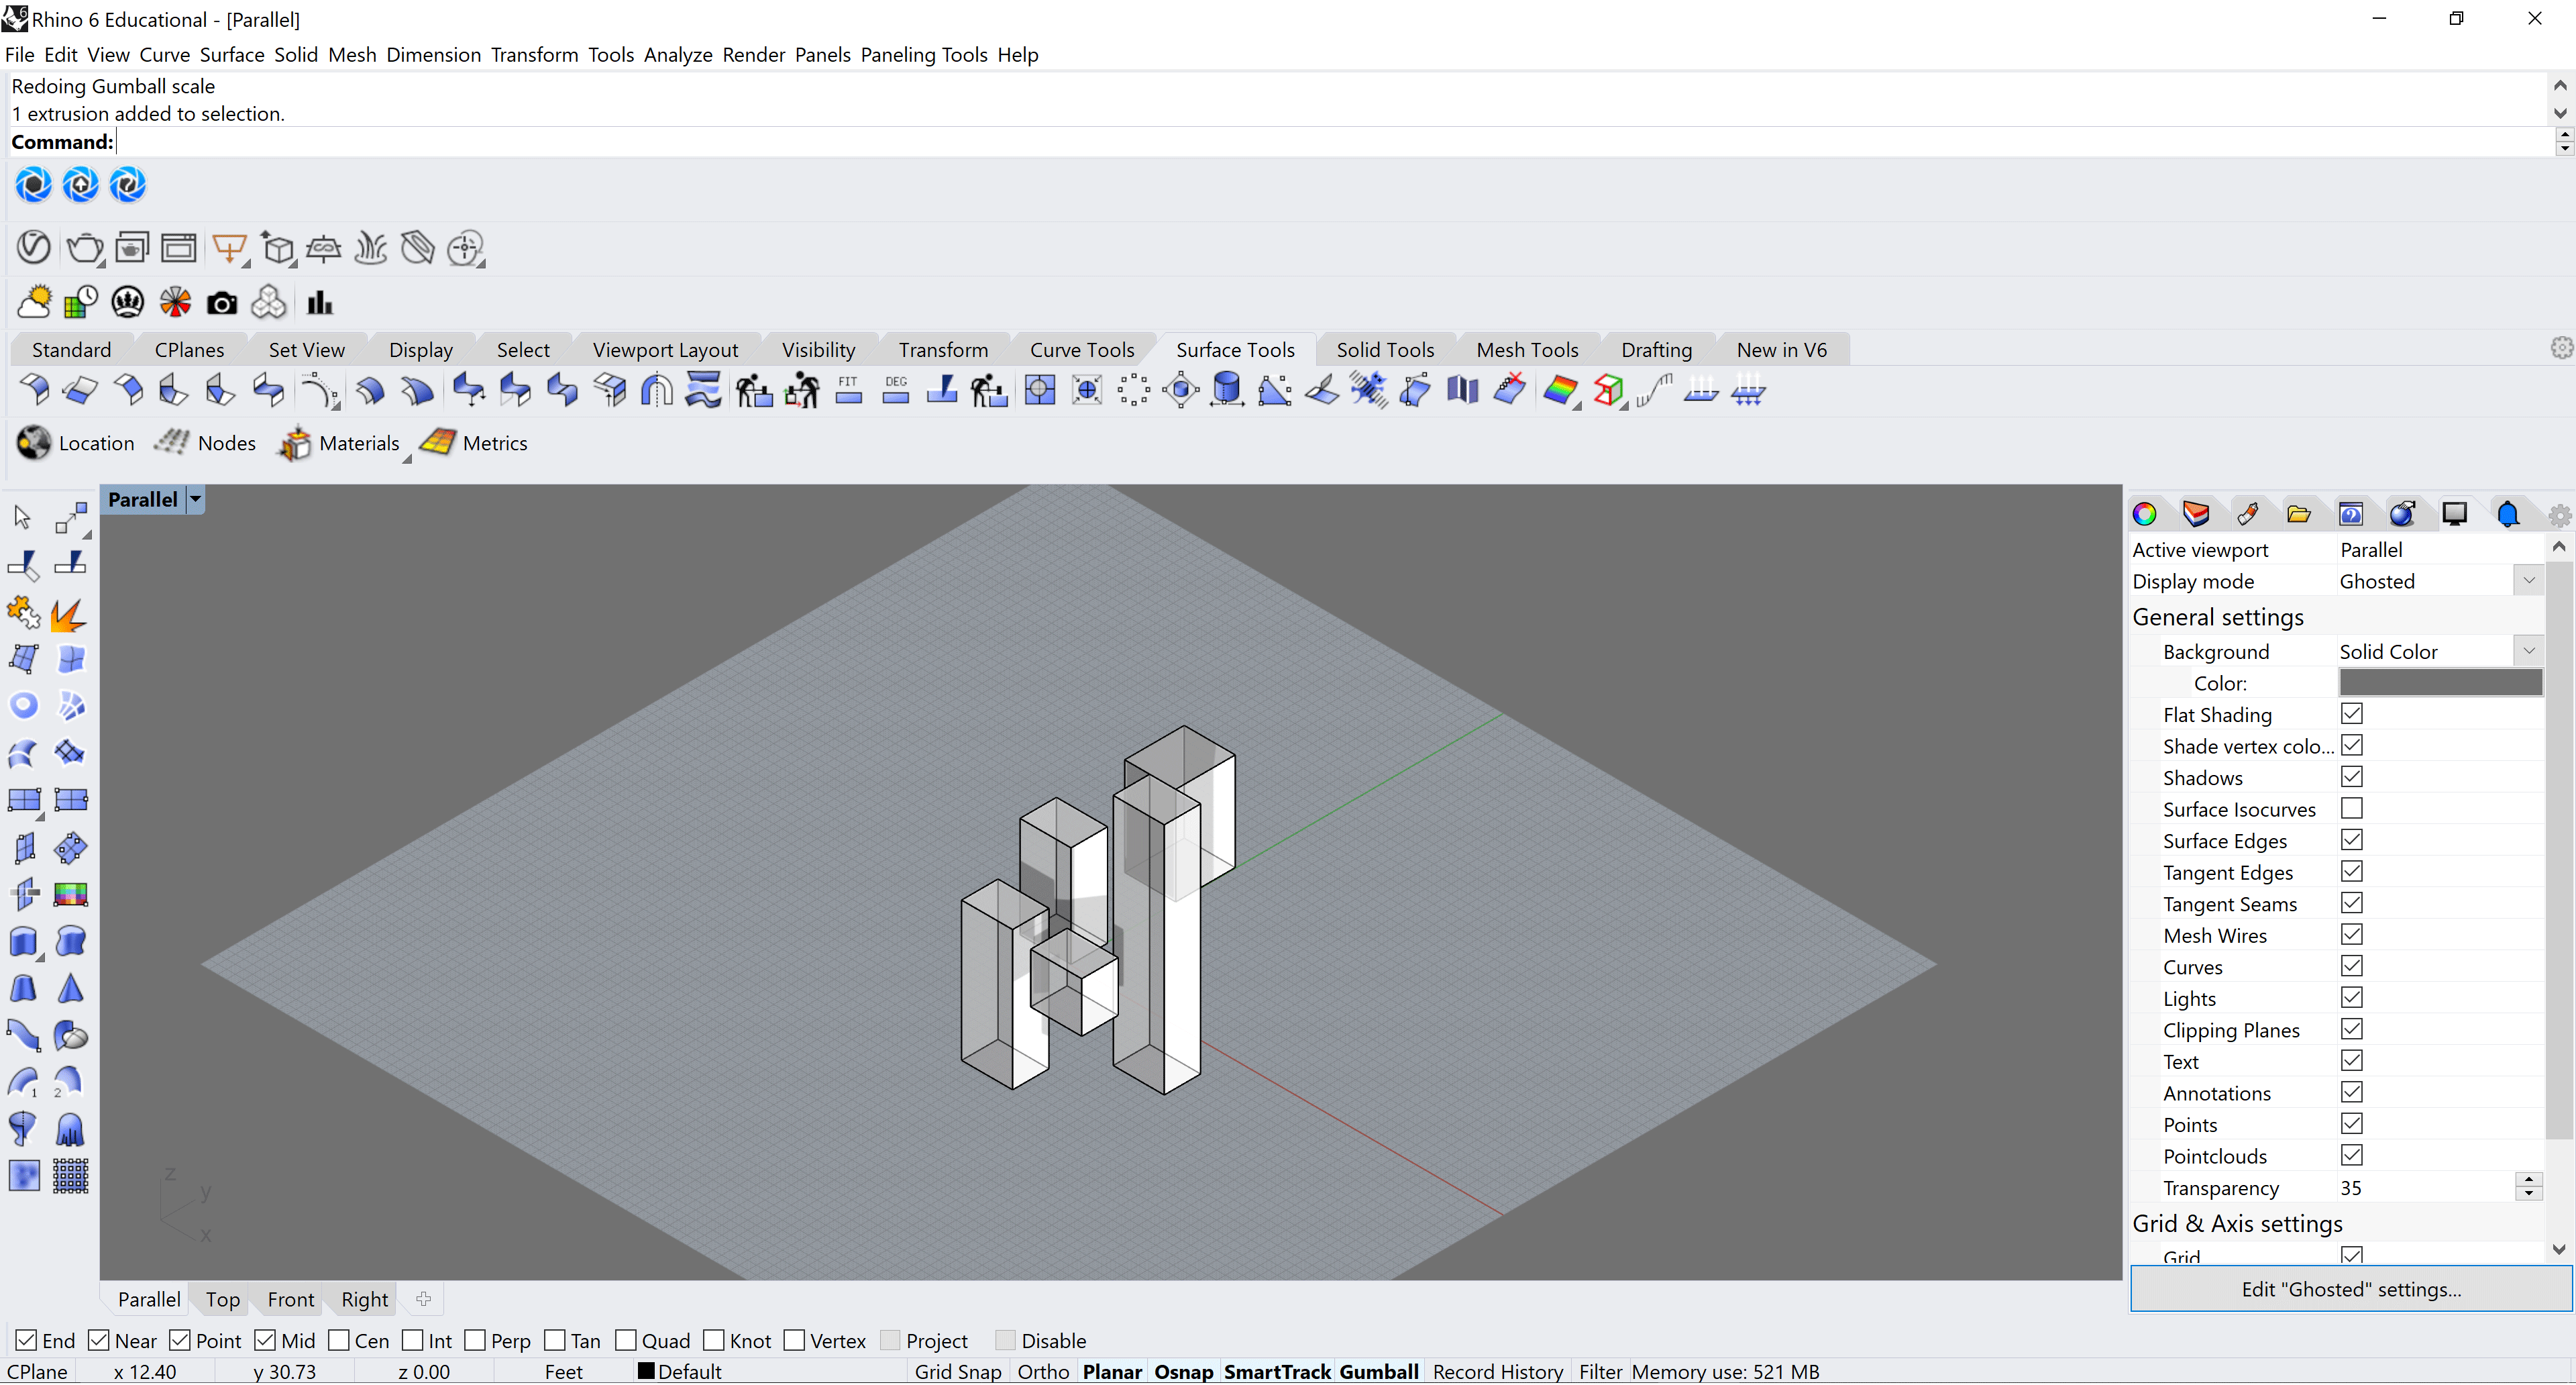 Rhino 6 Educational - [Parallel]
File Edit View Curve Surface Solid Mesh Dimension Transform Tools Analyze Render Panels Paneling Tools Help
Redoing Gumball scale
1 extrusion added to selection.
Command:
Standard CPlanes Set View Display Select Viewport Layout Visibility Transform Curve Tools Surface Tools Solid Tools Mesh Tools Drafting New in V6
FIT DEG
Location Nodes Materials Metrics
Parallel
Active viewport Parallel
Display mode Ghosted
General settings
Background Solid Color
Color:
Flat Shading
Shade vertex colo...
Shadows
Surface Isocurves
Surface Edges
Tangent Edges
Tangent Seams
Mesh Wires
Curves
Lights
Clipping Planes
Text
Annotations
Points
Pointclouds
Transparency 35
Grid & Axis settings
Grid
Edit "Ghosted" settings...
1 2
z
y
x
Parallel Top Front Right
End Near Point Mid Cen Int Perp Tan Quad Knot Vertex Project Disable
CPlane x 12.40 y 30.73 z 0.00 Feet Default Grid Snap Ortho Planar Osnap SmartTrack Gumball Record History Filter Memory use: 521 MB